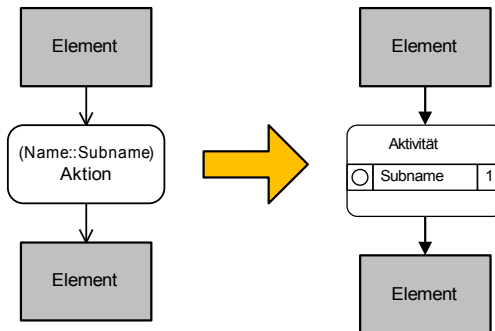 Element
(Name::Subname)
Aktion
Element
Element
Aktivität
Subname 1
Element